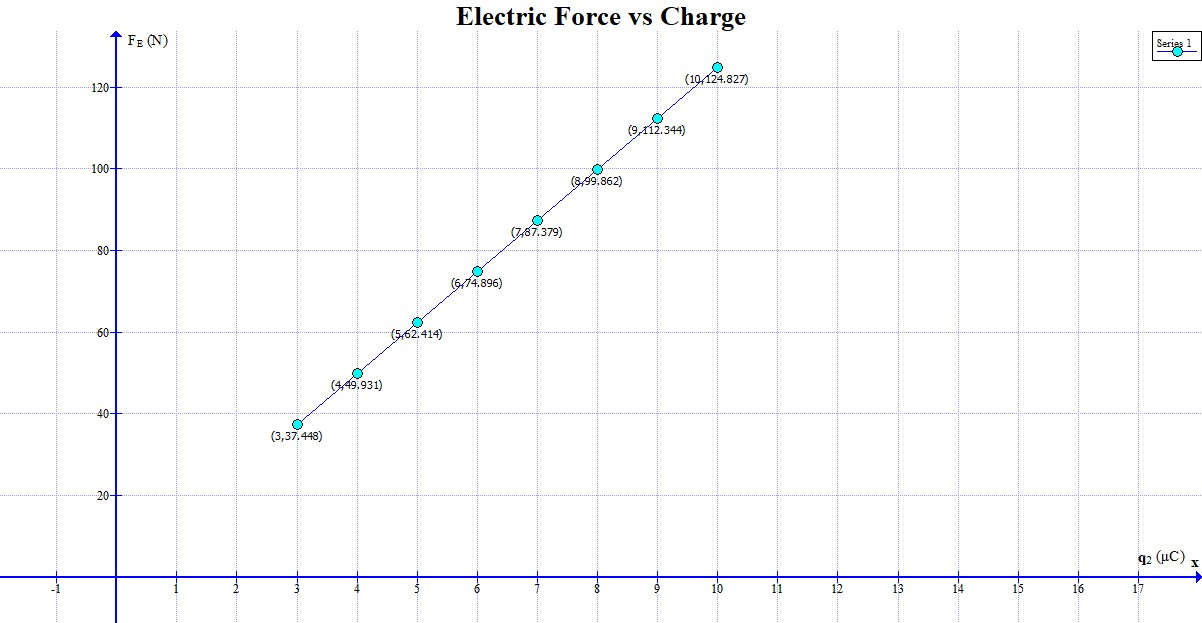 Electric Force vs Charge
F_E (N)
Series 1
120
(10,124.827)
(9,112.344)
100
(8,99.862)
(7,87.379)
80
(6,74.896)
60
(5,62.414)
(4,49.931)
40
(3,37.448)
20
q₂ (μC) x
-1 1 2 3 4 5 6 7 8 9 10 11 12 13 14 15 16 17